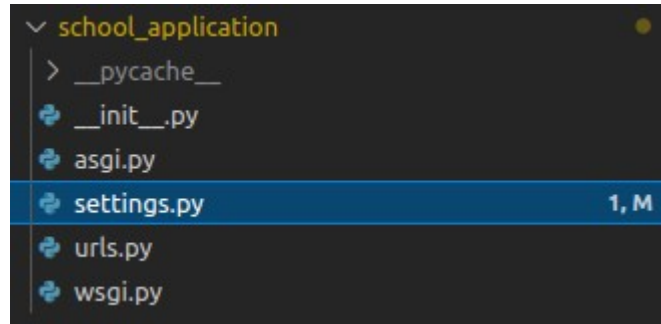 school_application
__pycache__
__init__.py
asgi.py
settings.py 1, M
urls.py
wsgi.py